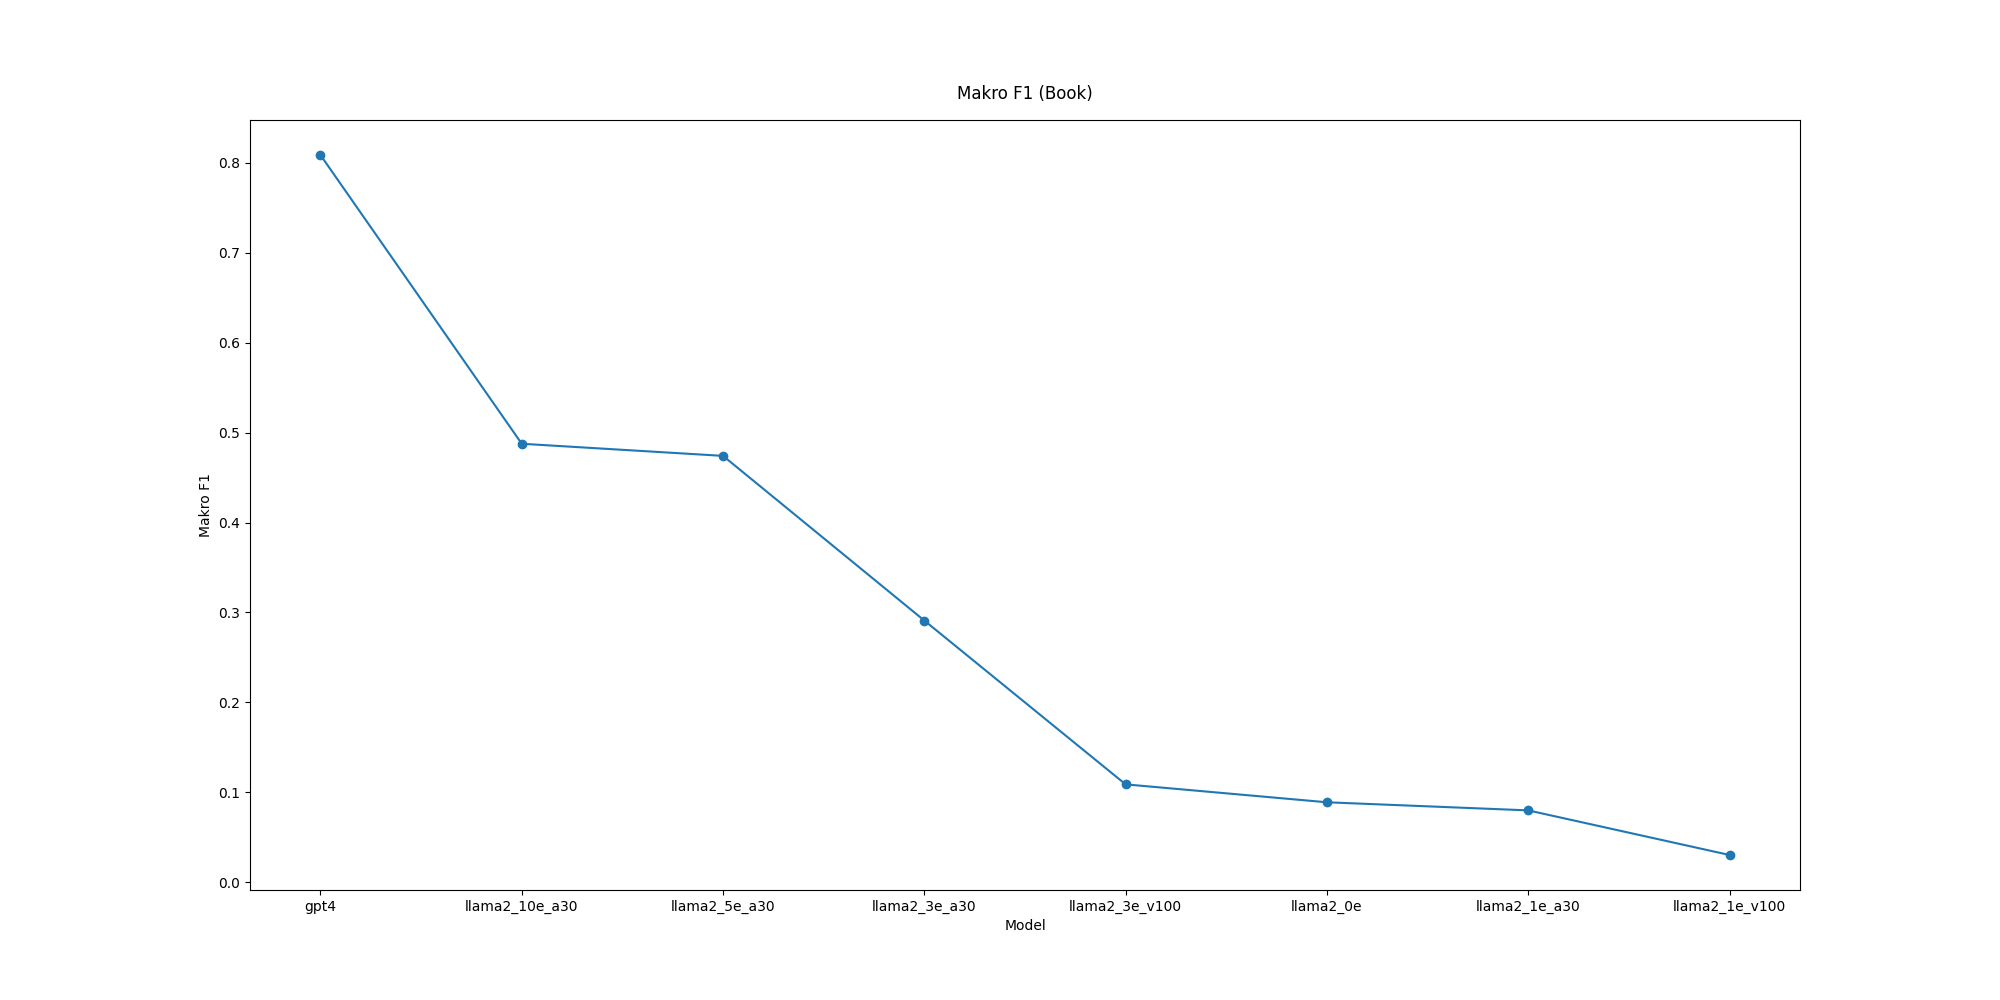 Makro F1 (Book)
0.8
0.7
0.6
0.5
0.4
0.3
0.2
0.1
0.0
Makro F1
gpt4 llama2_10e_a30 llama2_5e_a30 llama2_3e_a30 llama2_3e_v100 llama2_0e llama2_1e_a30 llama2_1e_v100
Model